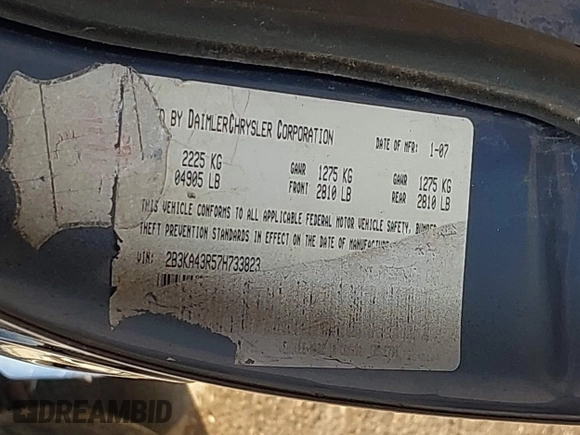 D BY DAIMLERCHRYSLER CORPORATION
DATE OF MFR: 1-07
2225 KG
04905 LB
GAWR FRONT 1275 KG 2810 LB
GAWR REAR 1275 KG 2810 LB
THIS VEHICLE CONFORMS TO ALL APPLICABLE FEDERAL MOTOR VEHICLE SAFETY,
THEFT PREVENTION STANDARDS IN EFFECT ON THE DATE OF
VIN: 2B3KA43R57H733823
DREAMBID